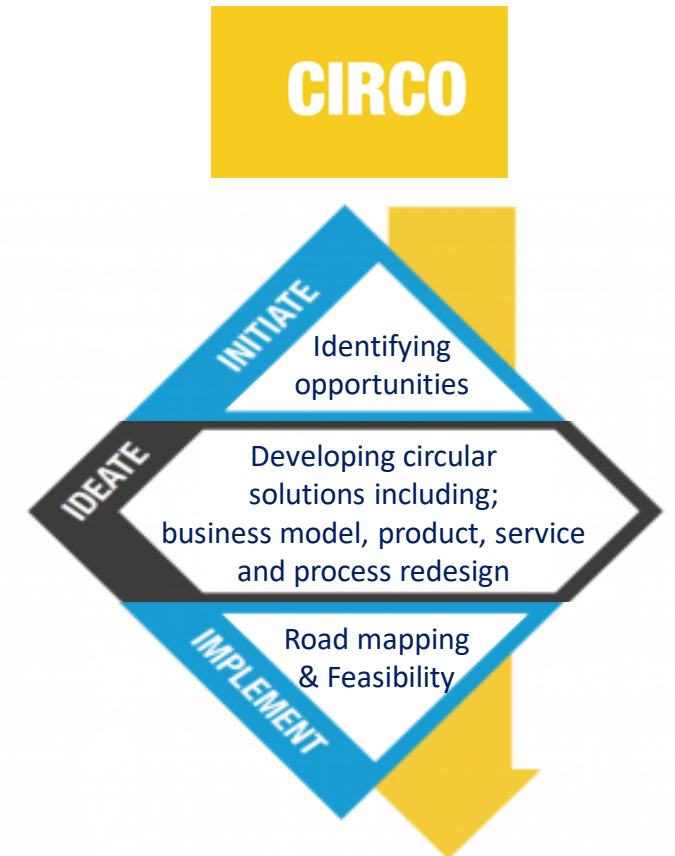 CIRCO
INITIATE
Identifying
opportunities
IDEATE
Developing circular
solutions including;
business model, product, service
and process redesign
IMPLEMENT
Road mapping
& Feasibility